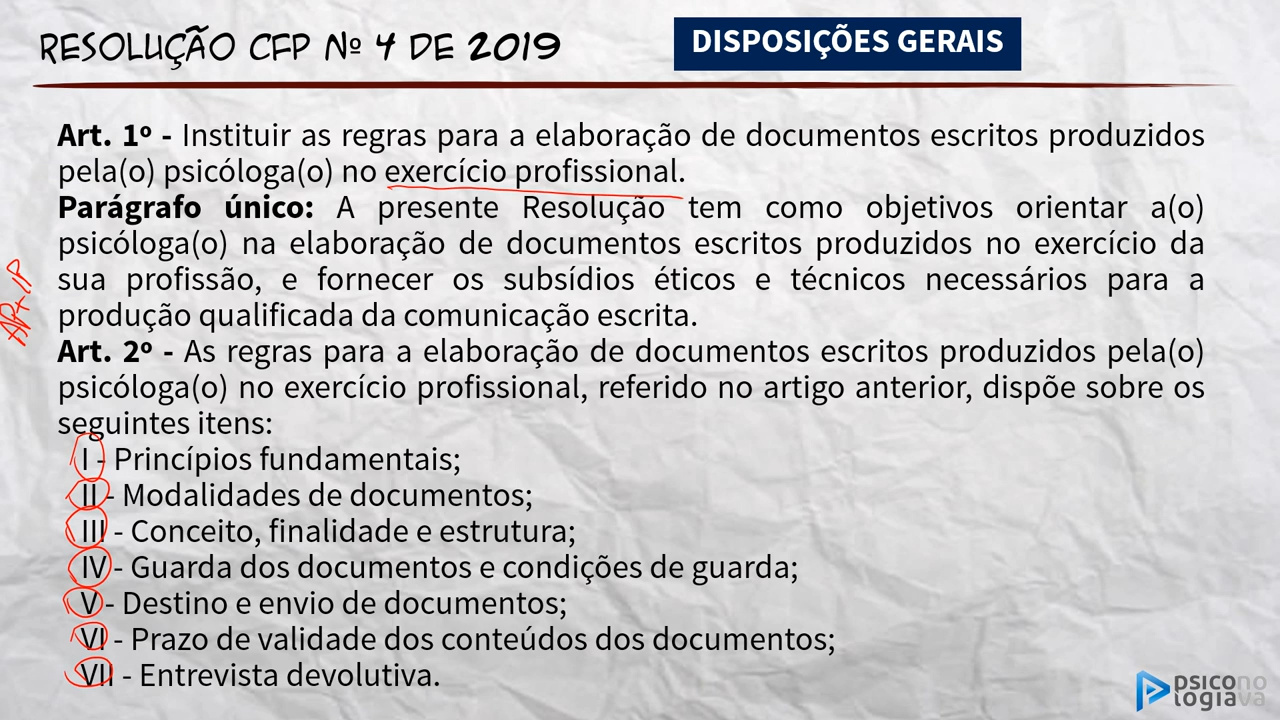 RESOLUÇÃO CFP Nº 4 DE 2019
DISPOSIÇÕES GERAIS
Art. 1º - Instituir as regras para a elaboração de documentos escritos produzidos
pela(o) psicóloga(o) no exercício profissional.
Parágrafo único: A presente Resolução tem como objetivos orientar a(o)
psicóloga(o) na elaboração de documentos escritos produzidos no exercício da
sua profissão, e fornecer os subsídios éticos e técnicos necessários para a
produção qualificada da comunicação escrita.
Art. 2º - As regras para a elaboração de documentos escritos produzidos pela(o)
psicóloga(o) no exercício profissional, referido no artigo anterior, dispõe sobre os
seguintes itens:
I - Princípios fundamentais;
II - Modalidades de documentos;
III - Conceito, finalidade e estrutura;
IV - Guarda dos documentos e condições de guarda;
V - Destino e envio de documentos;
VI - Prazo de validade dos conteúdos dos documentos;
VII - Entrevista devolutiva.
psicono
logiava